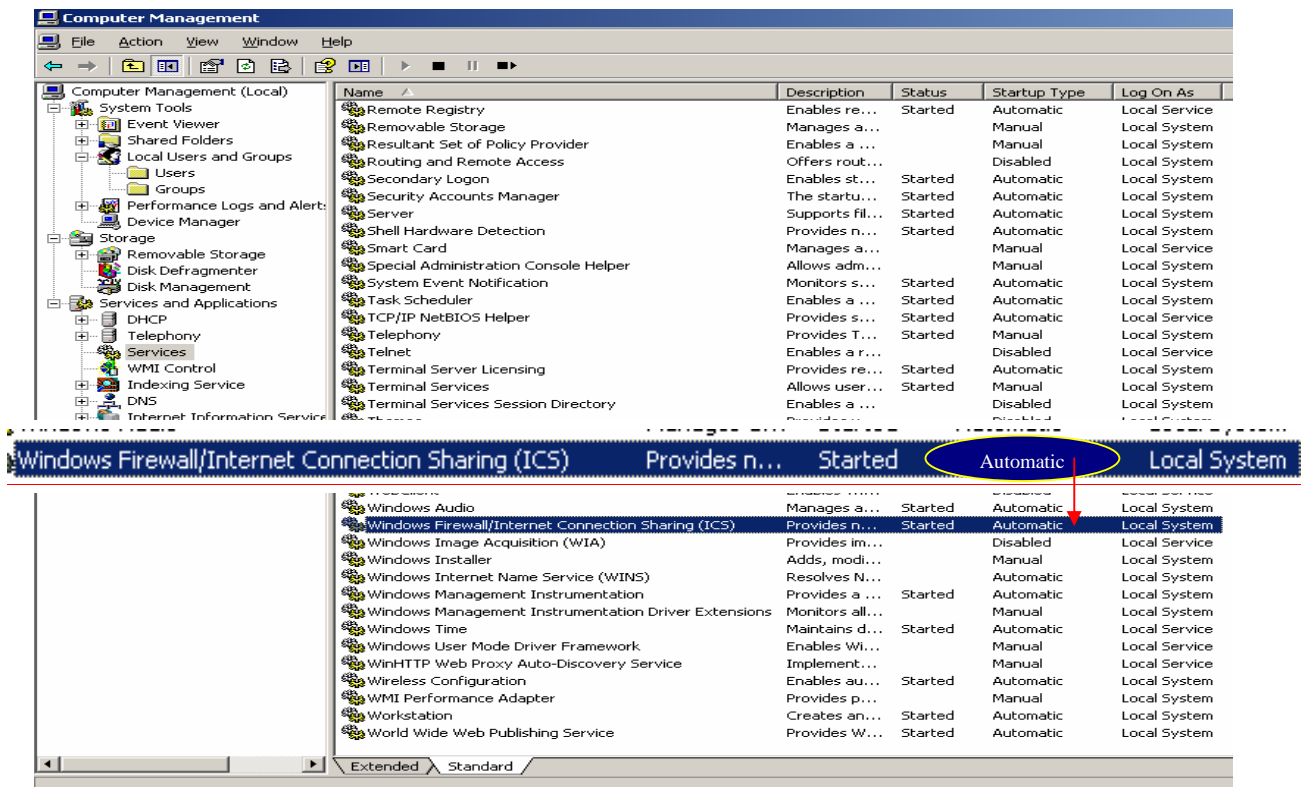 Computer Management
File Action View Window Help
Computer Management (Local)
System Tools
Event Viewer
Shared Folders
Local Users and Groups
Users
Groups
Performance Logs and Alert
Device Manager
Storage
Removable Storage
Disk Defragmenter
Disk Management
Services and Applications
DHCP
Telephony
Services
WMI Control
Indexing Service
DNS
Internet Information Service
Name Description Status Startup Type Log On As
Remote Registry Enables re... Started Automatic Local Service
Removable Storage Manages a... Manual Local System
Resultant Set of Policy Provider Enables a ... Manual Local System
Routing and Remote Access Offers rout... Disabled Local System
Secondary Logon Enables st... Started Automatic Local System
Security Accounts Manager The startu... Started Automatic Local System
Server Supports fil... Started Automatic Local System
Shell Hardware Detection Provides n... Started Automatic Local System
Smart Card Manages a... Manual Local Service
Special Administration Console Helper Allows adm... Manual Local System
System Event Notification Monitors s... Started Automatic Local System
Task Scheduler Enables a ... Started Automatic Local System
TCP/IP NetBIOS Helper Provides s... Started Automatic Local Service
Telephony Provides T... Started Manual Local System
Telnet Enables a r... Disabled Local Service
Terminal Server Licensing Provides re... Started Automatic Local System
Terminal Services Allows user... Started Manual Local System
Terminal Services Session Directory Enables a ... Disabled Local System
Windows Firewall/Internet Connection Sharing (ICS) Provides n... Started Automatic Local System
Windows Audio Manages a... Started Automatic Local System
Windows Firewall/Internet Connection Sharing (ICS) Provides n... Started Automatic Local System
Windows Image Acquisition (WIA) Provides im... Disabled Local Service
Windows Installer Adds, modi... Manual Local System
Windows Internet Name Service (WINS) Resolves N... Automatic Local System
Windows Management Instrumentation Provides a ... Started Automatic Local System
Windows Management Instrumentation Driver Extensions Monitors all... Manual Local System
Windows Time Maintains d... Started Automatic Local Service
Windows User Mode Driver Framework Enables Wi... Manual Local Service
WinHTTP Web Proxy Auto-Discovery Service Implement... Manual Local Service
Wireless Configuration Enables au... Started Automatic Local System
WMI Performance Adapter Provides p... Manual Local System
Workstation Creates an... Started Automatic Local System
World Wide Web Publishing Service Provides W... Started Automatic Local System
Extended Standard